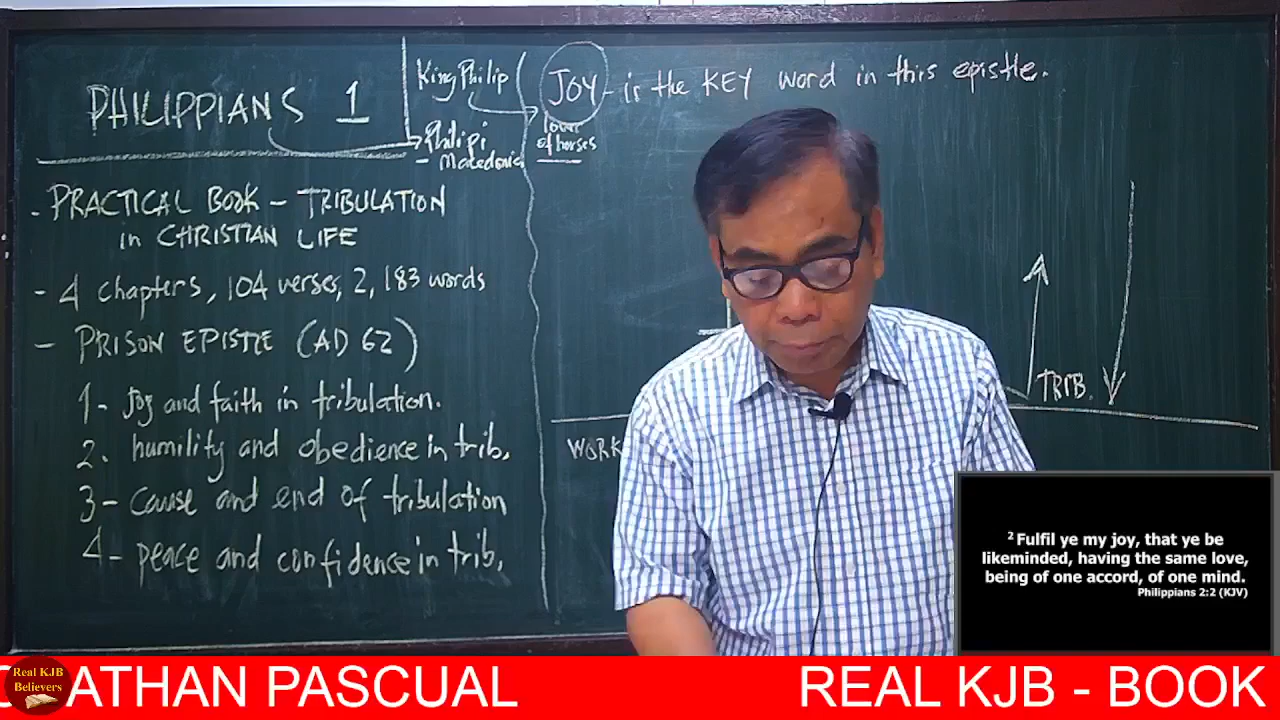 PHILIPPIANS 1
King Philip
Philipi
- Macedonia
lover
of horses
JOY - is the KEY word in this epistle.
- PRACTICAL BOOK - TRIBULATION
in CHRISTIAN LIFE
- 4 chapters, 104 verses, 2,183 words
- PRISON EPISTLE (AD 62)
1- joy and faith in tribulation.
2. humility and obedience in trib.
3- cause and end of tribulation
4- peace and confidence in trib.
WORK
TRIB.
2 Fulfil ye my joy, that ye be
likeminded, having the same love,
being of one accord, of one mind.
Philippians 2:2 (KJV)
Real KJB
Believers
ATHAN PASCUAL
REAL KJB - BOOK